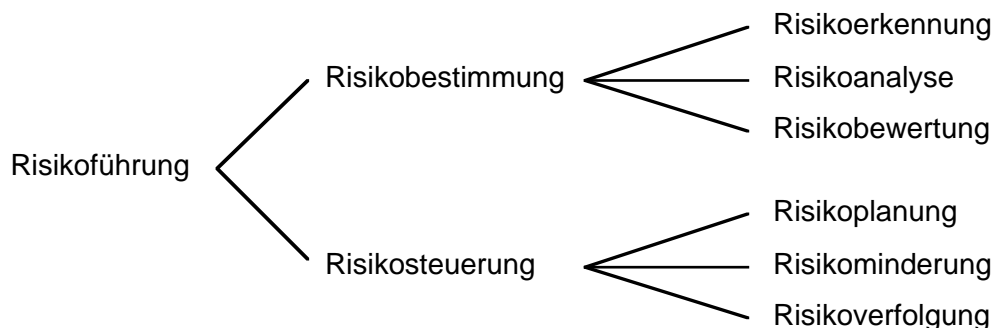 Risikoerkennung
Risikobestimmung
Risikoanalyse
Risikobewertung
Risikoführung
Risikoplanung
Risikosteuerung
Risikominderung
Risikoverfolgung